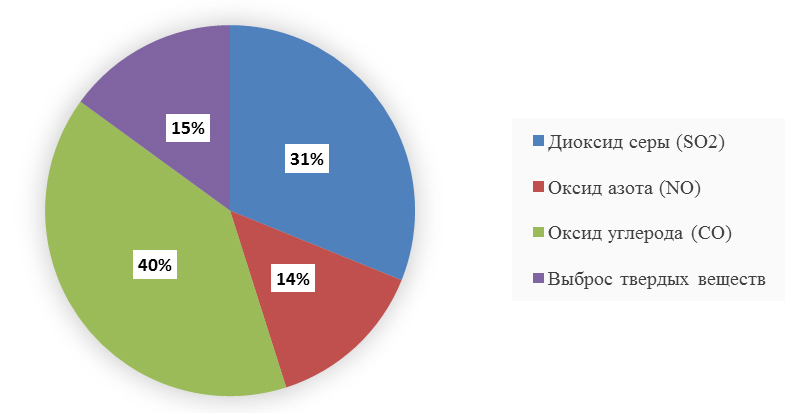 15%
31%
40%
14%
Диоксид серы (SO2)
Оксид азота (NO)
Оксид углерода (CO)
Выброс твердых веществ